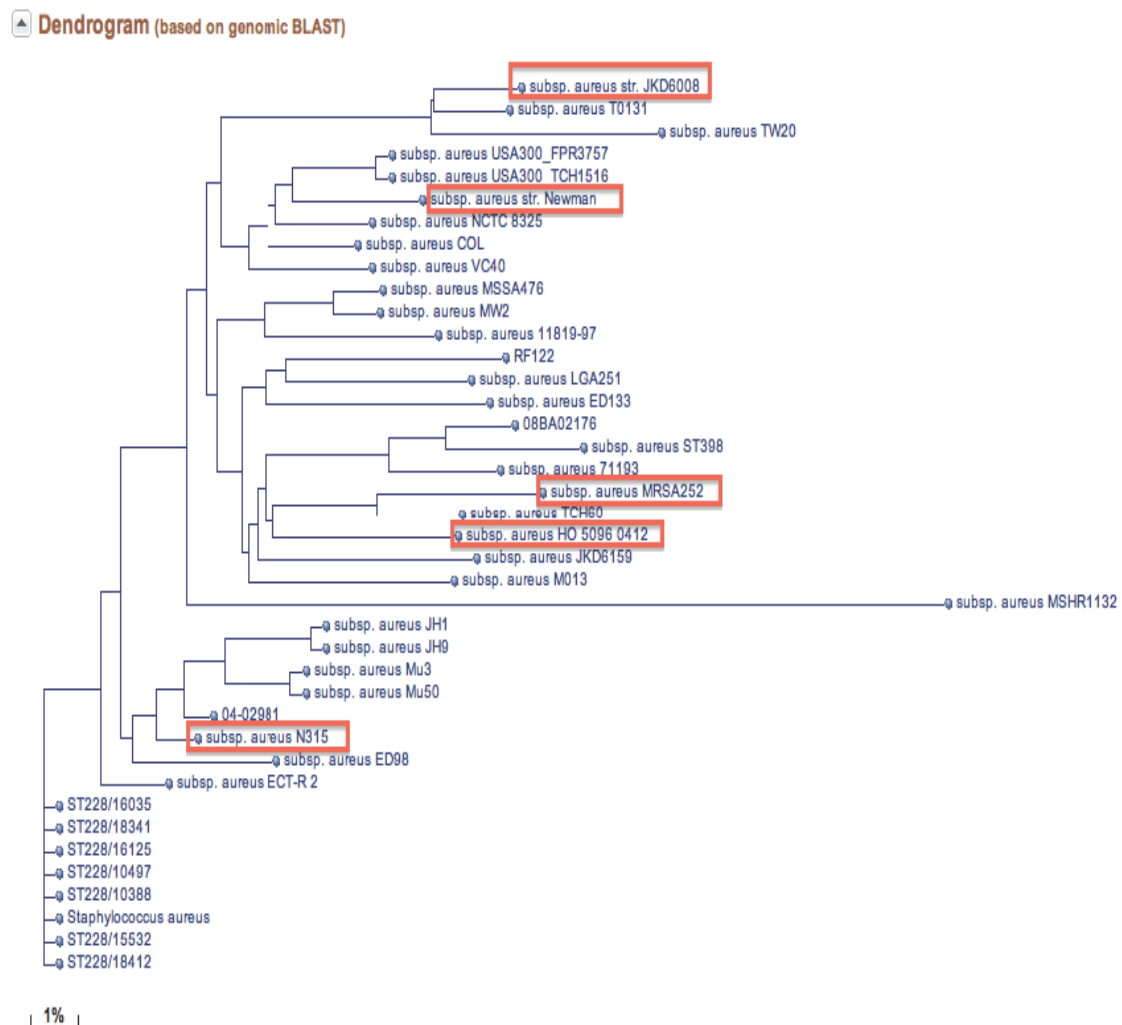 Dendrogram (based on genomic BLAST)
subsp. aureus str. JKD6008
subsp. aureus T0131
subsp. aureus TW20
subsp. aureus USA300_FPR3757
subsp. aureus USA300_TCH1516
subsp. aureus str. Newman
subsp. aureus NCTC 8325
subsp. aureus COL
subsp. aureus VC40
subsp. aureus MSSA476
subsp. aureus MW2
subsp. aureus 11819-97
RF122
subsp. aureus LGA251
subsp. aureus ED133
08BA02176
subsp. aureus ST398
subsp. aureus 71193
subsp. aureus MRSA252
subsp. aureus TCH60
subsp. aureus HO 5096 0412
subsp. aureus JKD6159
subsp. aureus M013
subsp. aureus MSHR1132
subsp. aureus JH1
subsp. aureus JH9
subsp. aureus Mu3
subsp. aureus Mu50
04-02981
subsp. aureus N315
subsp. aureus ED98
subsp. aureus ECT-R 2
ST228/16035
ST228/18341
ST228/16125
ST228/10497
ST228/10388
Staphylococcus aureus
ST228/15532
ST228/18412
1%